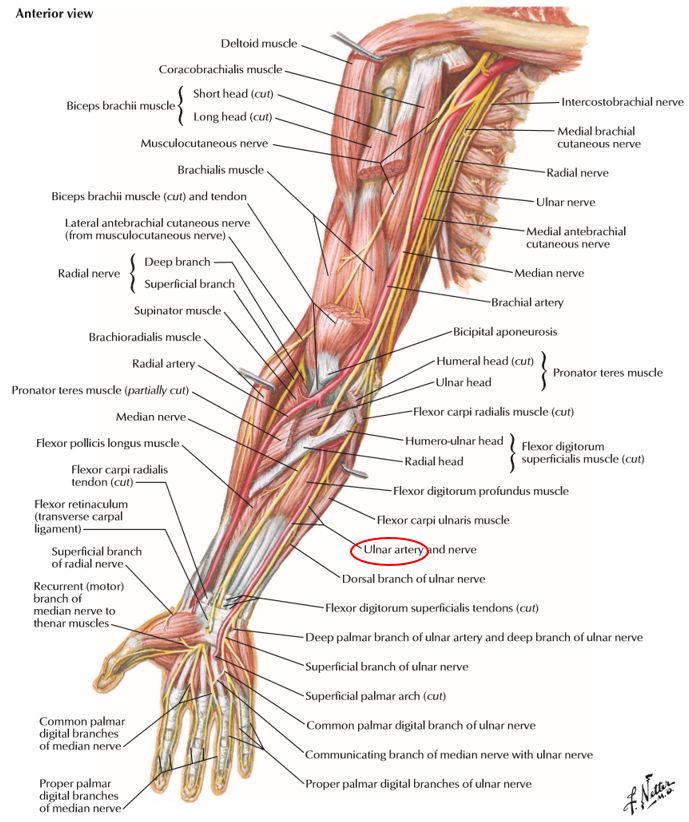 Anterior view
Deltoid muscle
Coracobrachialis muscle
Biceps brachii muscle
Short head (cut)
Long head (cut)
Musculocutaneous nerve
Brachialis muscle
Biceps brachii muscle (cut) and tendon
Lateral antebrachial cutaneous nerve
(from musculocutaneous nerve)
Radial nerve
Deep branch
Superficial branch
Supinator muscle
Brachioradialis muscle
Radial artery
Pronator teres muscle (partially cut)
Median nerve
Flexor pollicis longus muscle
Flexor carpi radialis
tendon (cut)
Flexor retinaculum
(transverse carpal
ligament)
Superficial branch
of radial nerve
Recurrent (motor)
branch of
median nerve to
thenar muscles
Common palmar
digital branches
of median nerve
Proper palmar
digital branches
of median nerve
Intercostobrachial nerve
Medial brachial
cutaneous nerve
Radial nerve
Ulnar nerve
Medial antebrachial
cutaneous nerve
Median nerve
Brachial artery
Bicipital aponeurosis
Humeral head (cut)
Ulnar head
Pronator teres muscle
Flexor carpi radialis muscle (cut)
Humero-ulnar head
Radial head
Flexor digitorum
superficialis muscle (cut)
Flexor digitorum profundus muscle
Flexor carpi ulnaris muscle
Ulnar artery and nerve
Dorsal branch of ulnar nerve
Flexor digitorum superficialis tendons (cut)
Deep palmar branch of ulnar artery and deep branch of ulnar nerve
Superficial branch of ulnar nerve
Superficial palmar arch (cut)
Common palmar digital branch of ulnar nerve
Communicating branch of median nerve with ulnar nerve
Proper palmar digital branches of ulnar nerve
F. Netter
M.D.